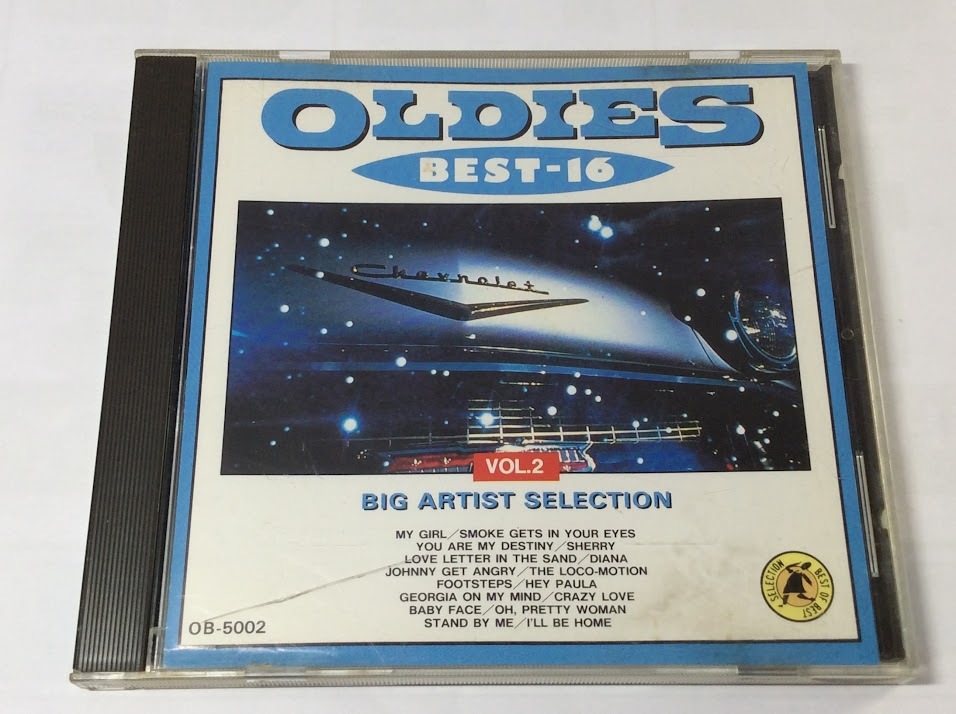 OLDIES
BEST-16
Chevrolet
VOL.2
BIG ARTIST SELECTION
MY GIRL/SMOKE GETS IN YOUR EYES
YOU ARE MY DESTINY/SHERRY
LOVE LETTER IN THE SAND/DIANA
JOHNNY GET ANGRY/THE LOCO-MOTION
FOOTSTEPS/HEY PAULA
GEORGIA ON MY MIND/CRAZY LOVE
BABY FACE/OH, PRETTY WOMAN
STAND BY ME/I'LL BE HOME
SELECTION BEST OF BEST
OB-5002